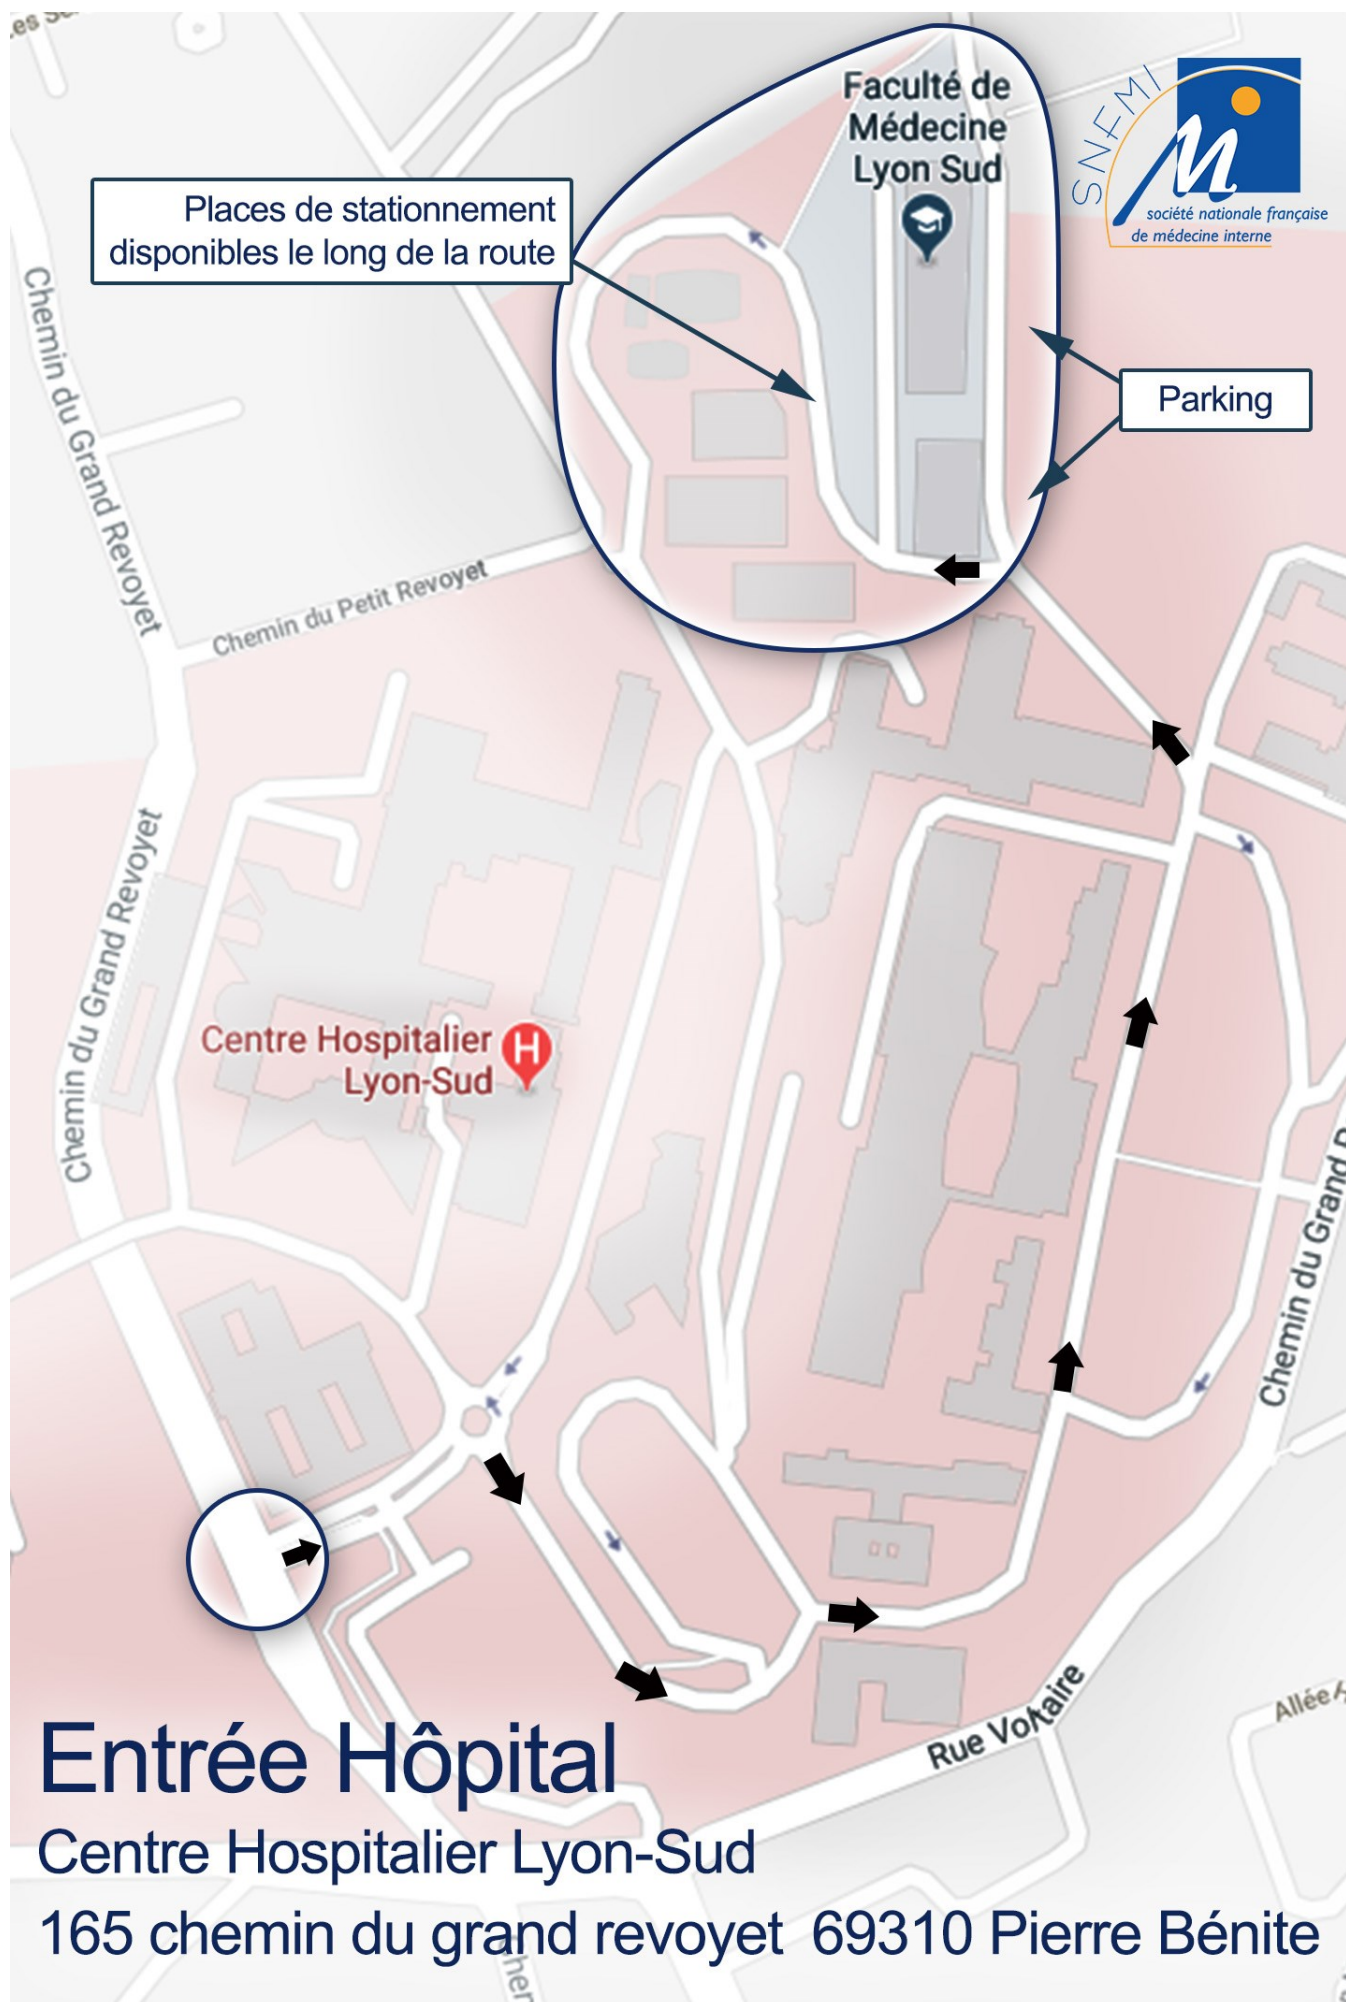 Faculté de
Médecine
Lyon Sud
SNFMI
M
société nationale française
de médecine interne
Places de stationnement
disponibles le long de la route
Parking
Chemin du Grand Revoyet
Chemin du Petit Revoyet
Chemin du Grand Revoyet
Centre Hospitalier
Lyon-Sud
H
Chemin du Grand
Rue Voltaire
Allée
Entrée Hôpital
Centre Hospitalier Lyon-Sud
165 chemin du grand revoyet 69310 Pierre Bénite